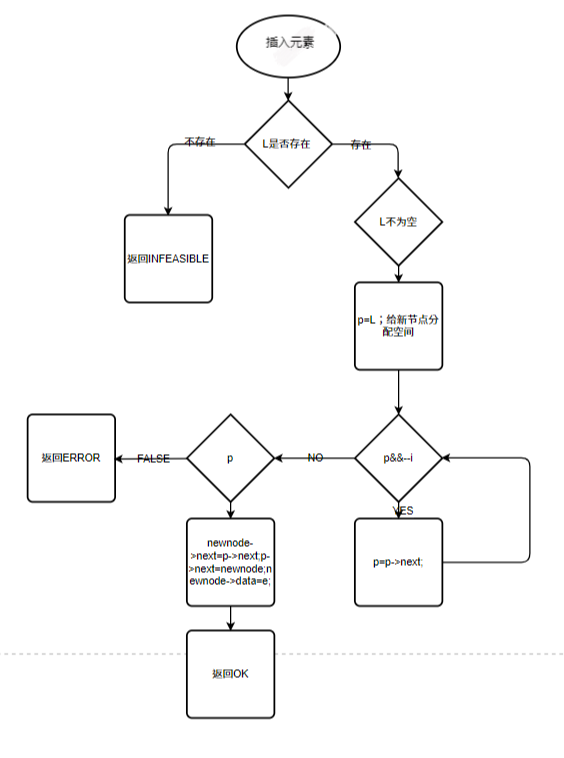 插入元素
L是否存在
不存在
存在
L不为空
返回INFEASIBLE
p=L；给新节点分
配空间
返回ERROR
FALSE
p
NO
p&&--i
YES
newnode-
>next=p->next;p-
>next=newnode;n
ewnode->data=e;
p=p->next;
返回OK